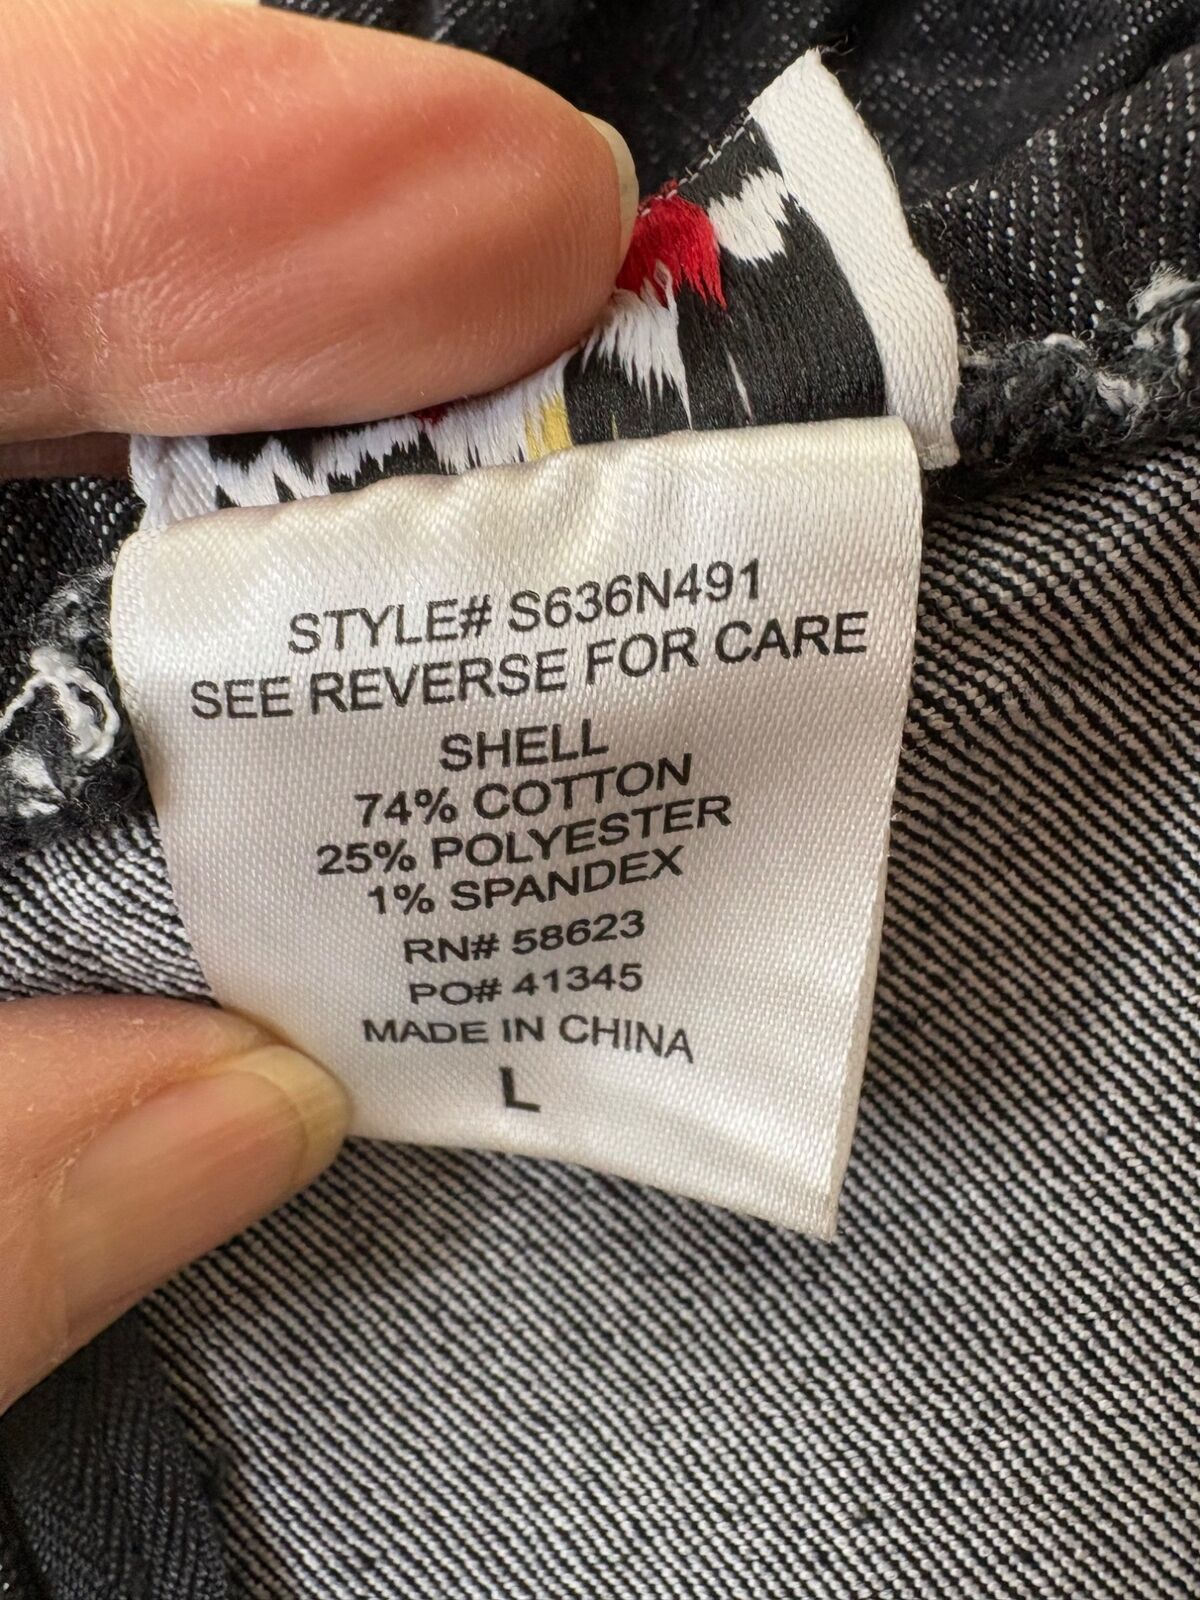 STYLE# S636N491
SEE REVERSE FOR CARE
SHELL
74% COTTON
25% POLYESTER
1% SPANDEX
RN# 58623
PO# 41345
MADE IN CHINA
L